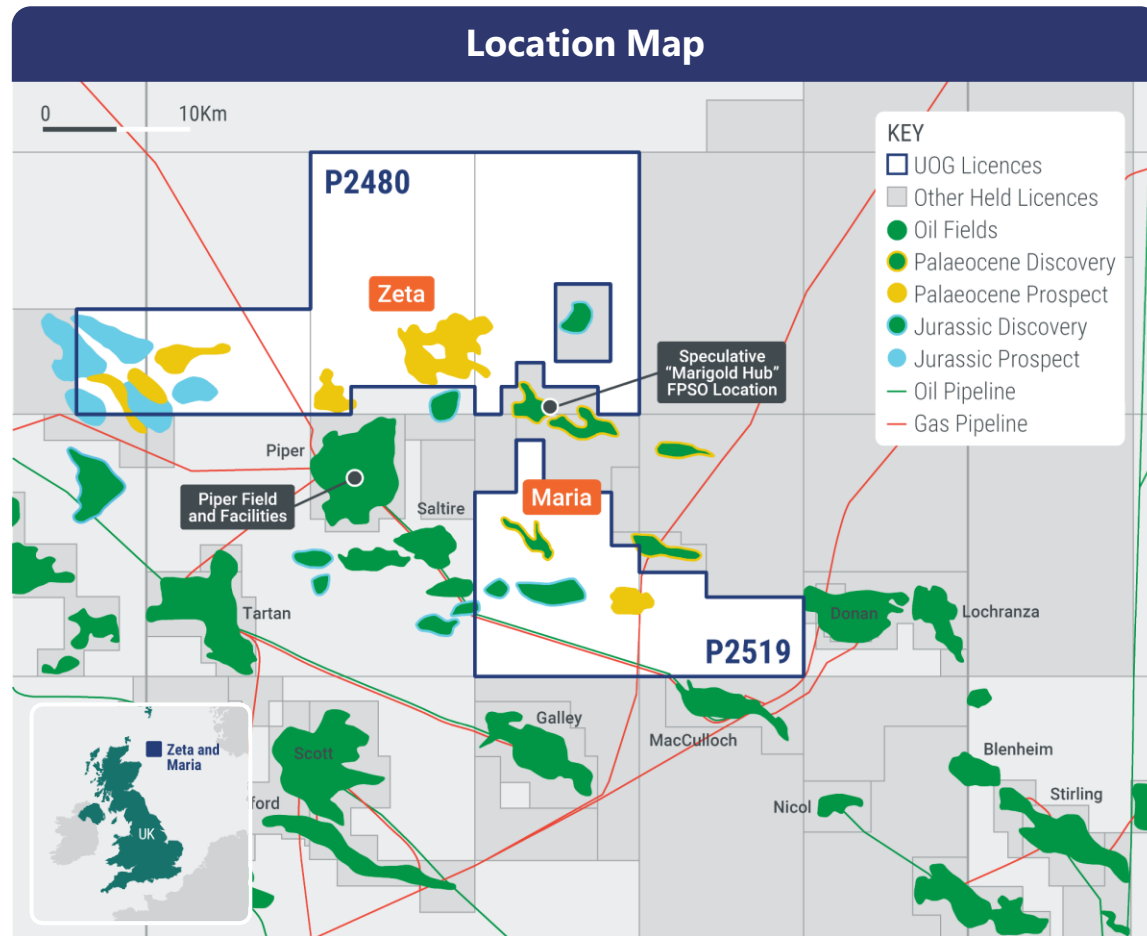 Location Map
0 10Km
KEY
UOG Licences
Other Held Licences
Oil Fields
Palaeocene Discovery
Palaeocene Prospect
Jurassic Discovery
Jurassic Prospect
Oil Pipeline
Gas Pipeline
P2480
Zeta
Speculative
"Marigold Hub"
FPSO Location
Piper
Piper Field
and Facilities
Saltire
Maria
Tartan
Donan
Lochranza
P2519
Galley
MacCulloch
Scott
ford
Blenheim
Nicol
Stirling
Zeta and
Maria
UK